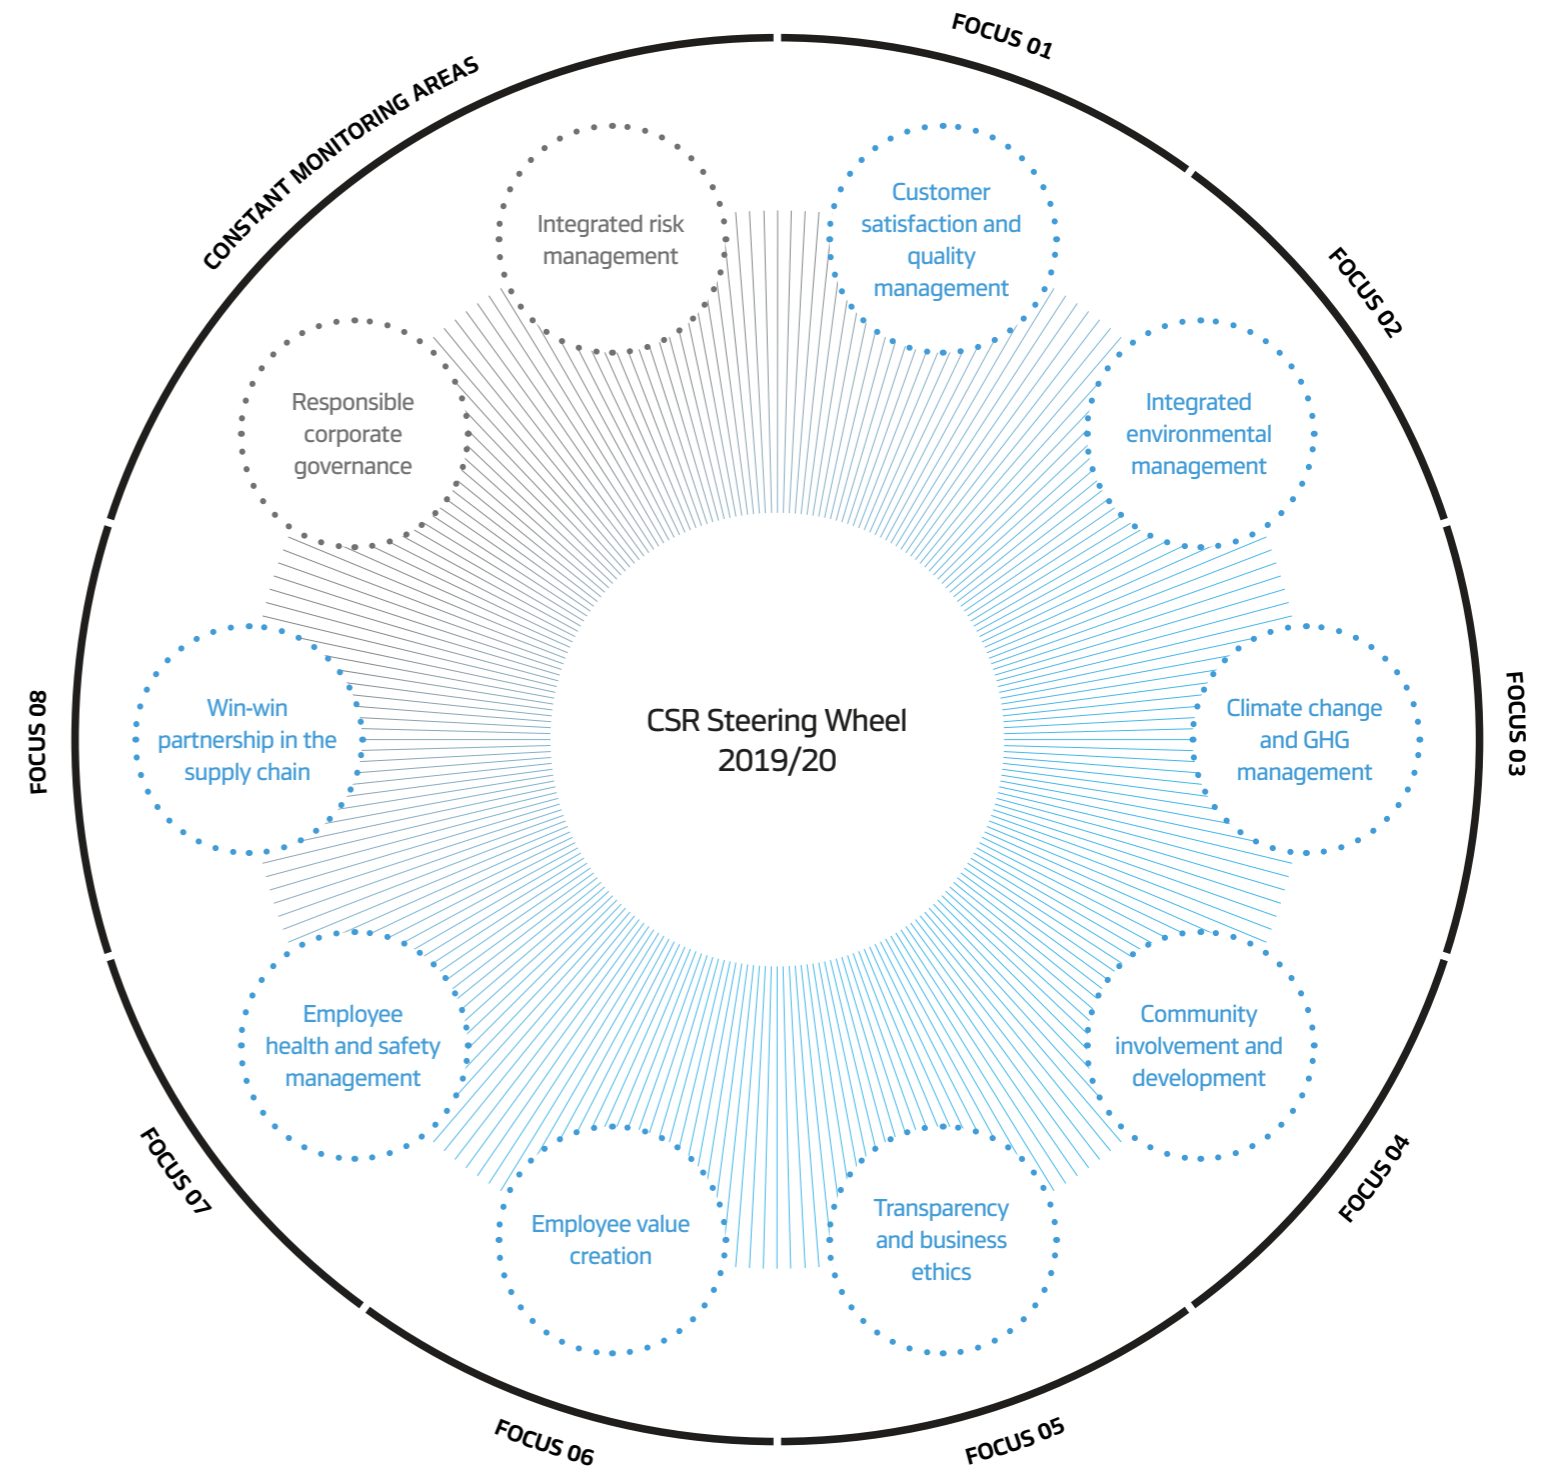 CSR Steering Wheel
2019/20
FOCUS 01
Customer
satisfaction and
quality
management
FOCUS 02
Integrated
environmental
management
FOCUS 03
Climate change
and GHG
management
FOCUS 04
Community
involvement and
development
FOCUS 05
Transparency
and business
ethics
FOCUS 06
Employee value
creation
FOCUS 07
Employee
health and safety
management
FOCUS 08
Win-win
partnership in the
supply chain
CONSTANT MONITORING AREAS
Responsible
corporate
governance
Integrated risk
management